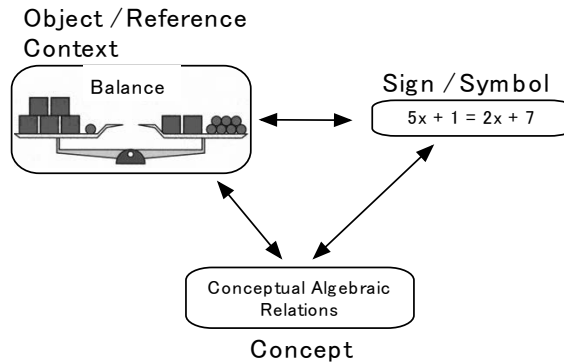 Object / Reference
Context
Balance
Sign / Symbol
5x + 1 = 2x + 7
Conceptual Algebraic
Relations
Concept